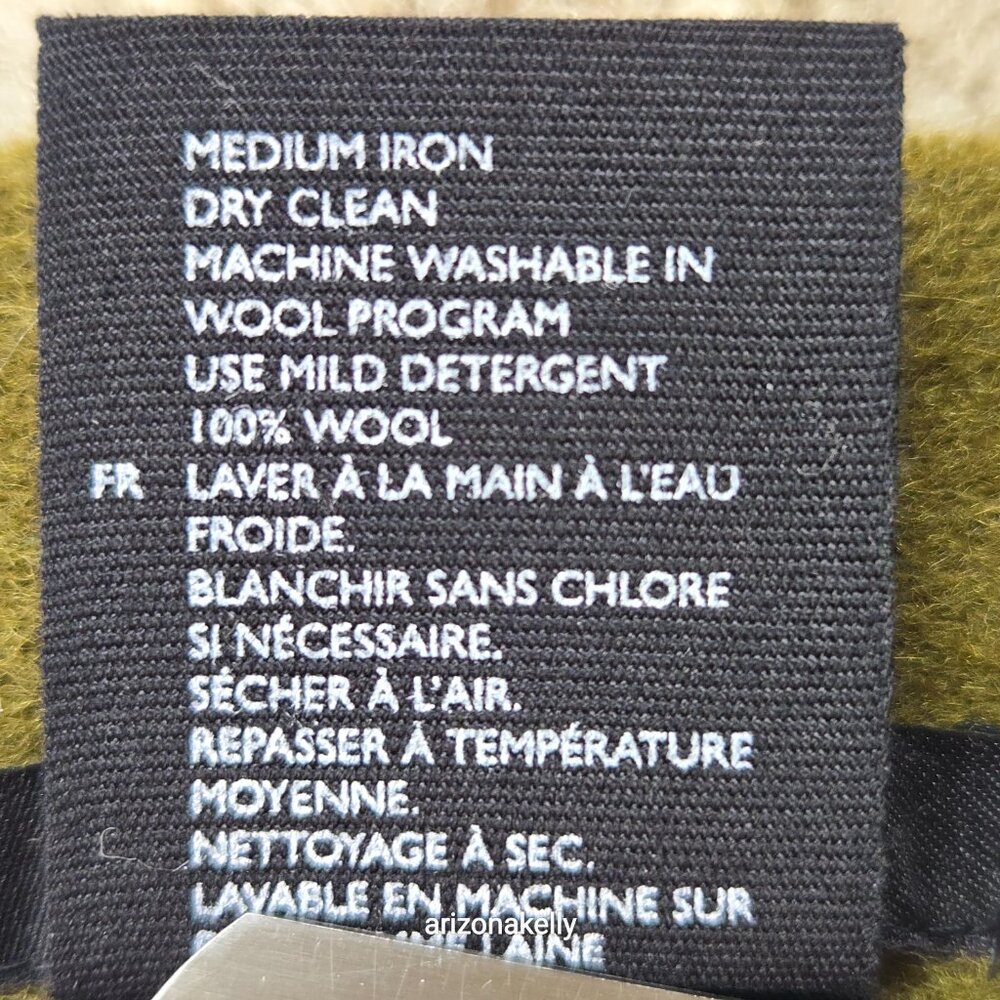 MEDIUM IRON
DRY CLEAN
MACHINE WASHABLE IN
WOOL PROGRAM
USE MILD DETERGENT
100% WOOL
FR LAVER À LA MAIN À L'EAU
FROIDE.
BLANCHIR SANS CHLORE
SI NÉCESSAIRE.
SÉCHER À L'AIR.
REPASSER À TEMPÉRATURE
MOYENNE.
NETTOYAGE À SEC.
LAVABLE EN MACHINE SUR
arizonakelly
LAINE